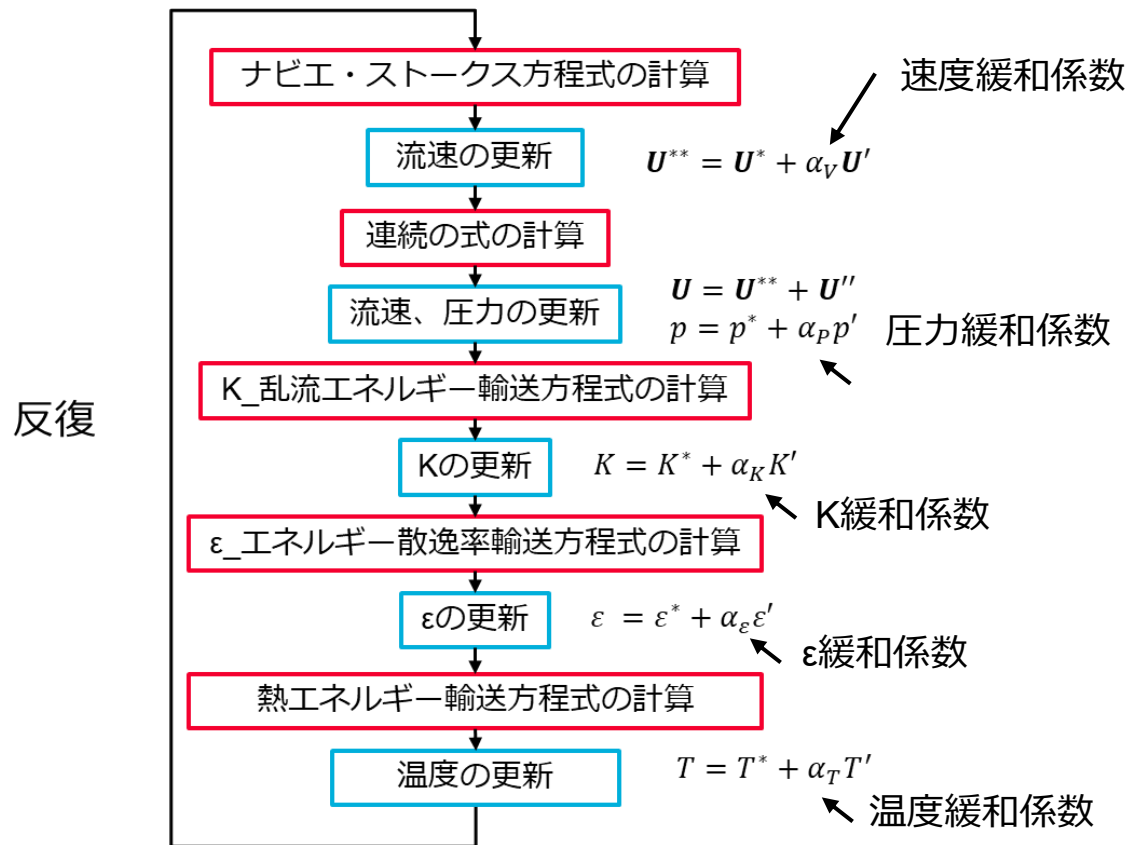 ナビエ・ストークス方程式の計算
速度緩和係数
流速の更新
U** = U* + α_V U′
連続の式の計算
流速、圧力の更新
U = U** + U′′
p = p* + α_P p′
圧力緩和係数
K_乱流エネルギー輸送方程式の計算
反復
Kの更新
K = K* + α_K K′
K緩和係数
ε_エネルギー散逸率輸送方程式の計算
εの更新
ε = ε* + α_ε ε′
ε緩和係数
熱エネルギー輸送方程式の計算
温度の更新
T = T* + α_T T′
温度緩和係数